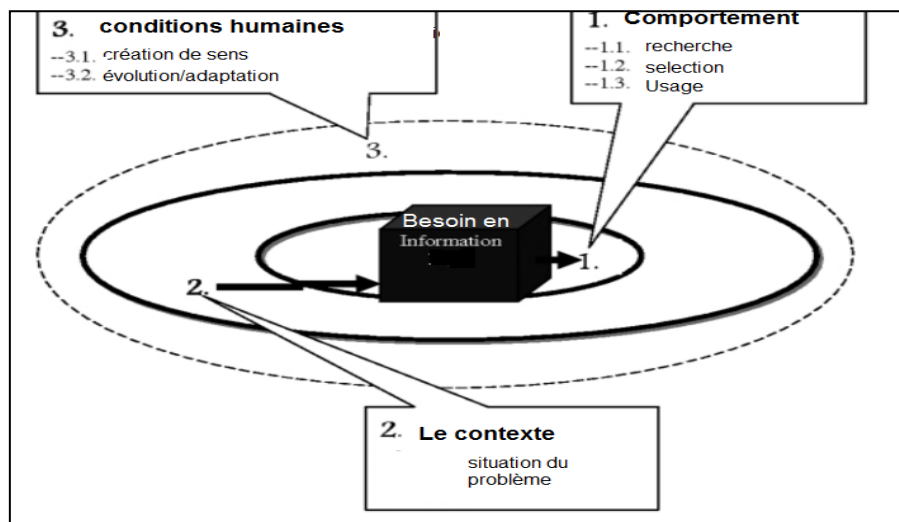 3. conditions humaines
--3.1. création de sens
--3.2. évolution/adaptation
1. Comportement
--1.1. recherche
--1.2. selection
--1.3. Usage
3.
Besoin en
Information
1.
2.
2. Le contexte
situation du
problème